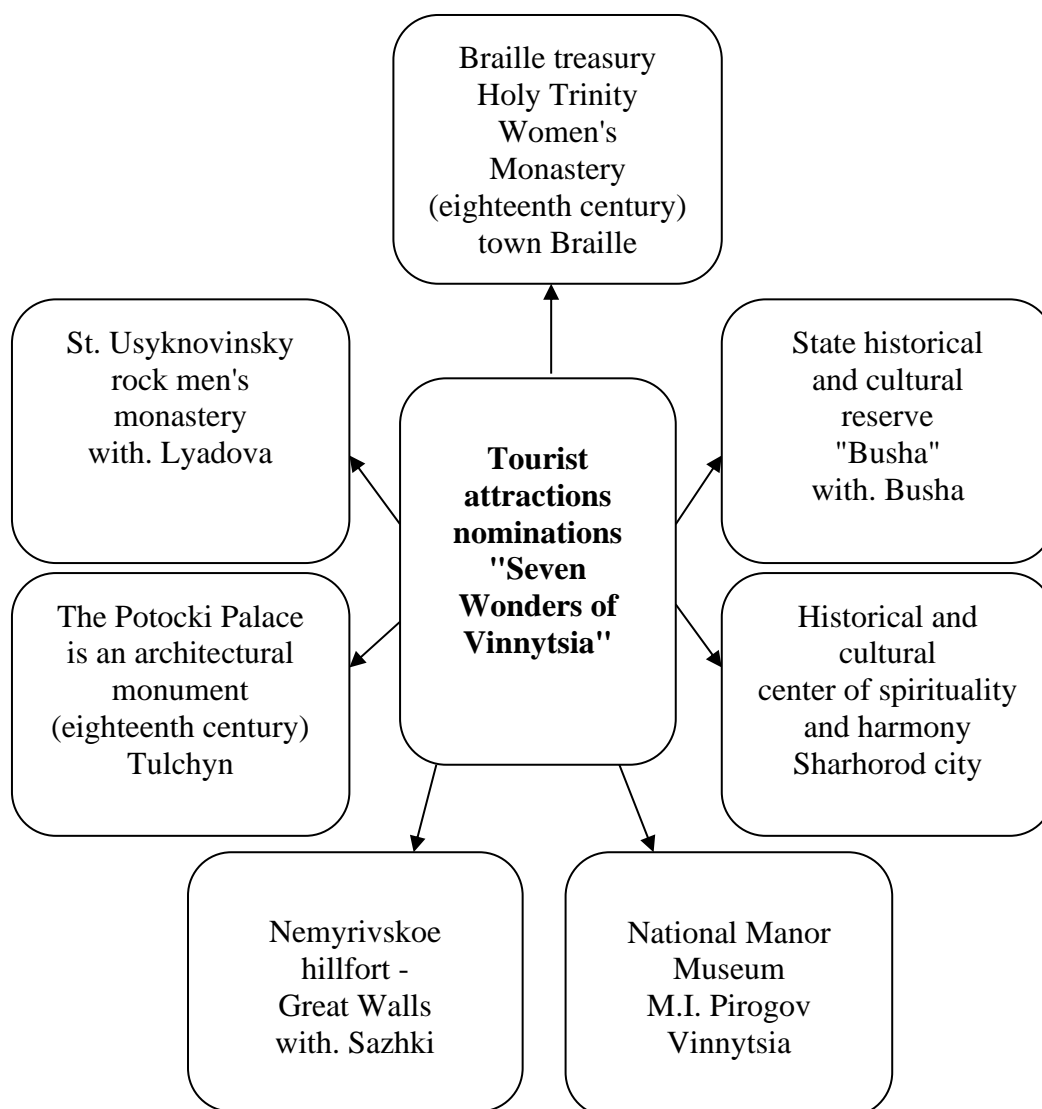 Braille treasury
Holy Trinity
Women's
Monastery
(eighteenth century)
town Braille
St. Usyknovinsky
rock men's
monastery
with. Lyadova
State historical
and cultural
reserve
"Busha"
with. Busha
Tourist
attractions
nominations
"Seven
Wonders of
Vinnytsia"
The Potocki Palace
is an architectural
monument
(eighteenth century)
Tulchyn
Historical and
cultural
center of spirituality
and harmony
Sharhorod city
Nemyrivskoe
hillfort -
Great Walls
with. Sazhki
National Manor
Museum
M.I. Pirogov
Vinnytsia